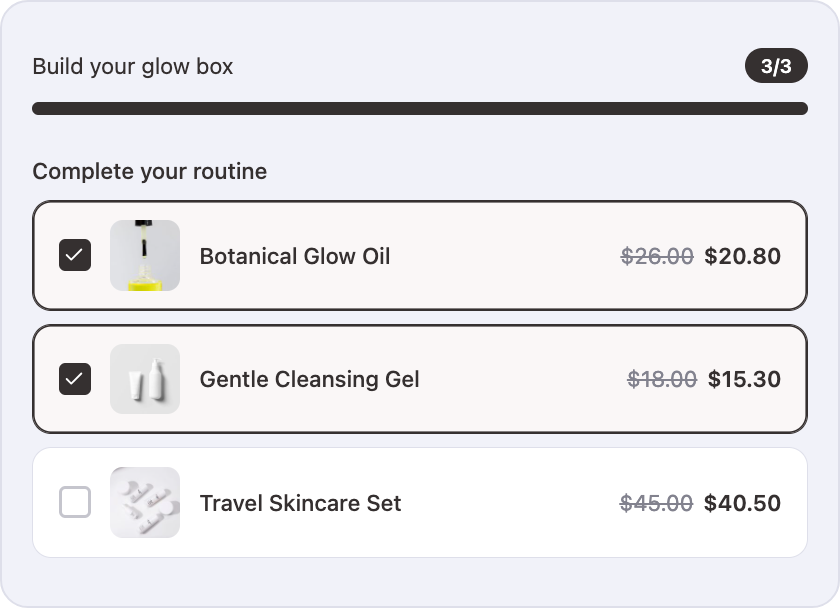 Build your glow box 3/3
Complete your routine
Botanical Glow Oil $26.00 $20.80
Gentle Cleansing Gel $18.00 $15.30
Travel Skincare Set $45.00 $40.50